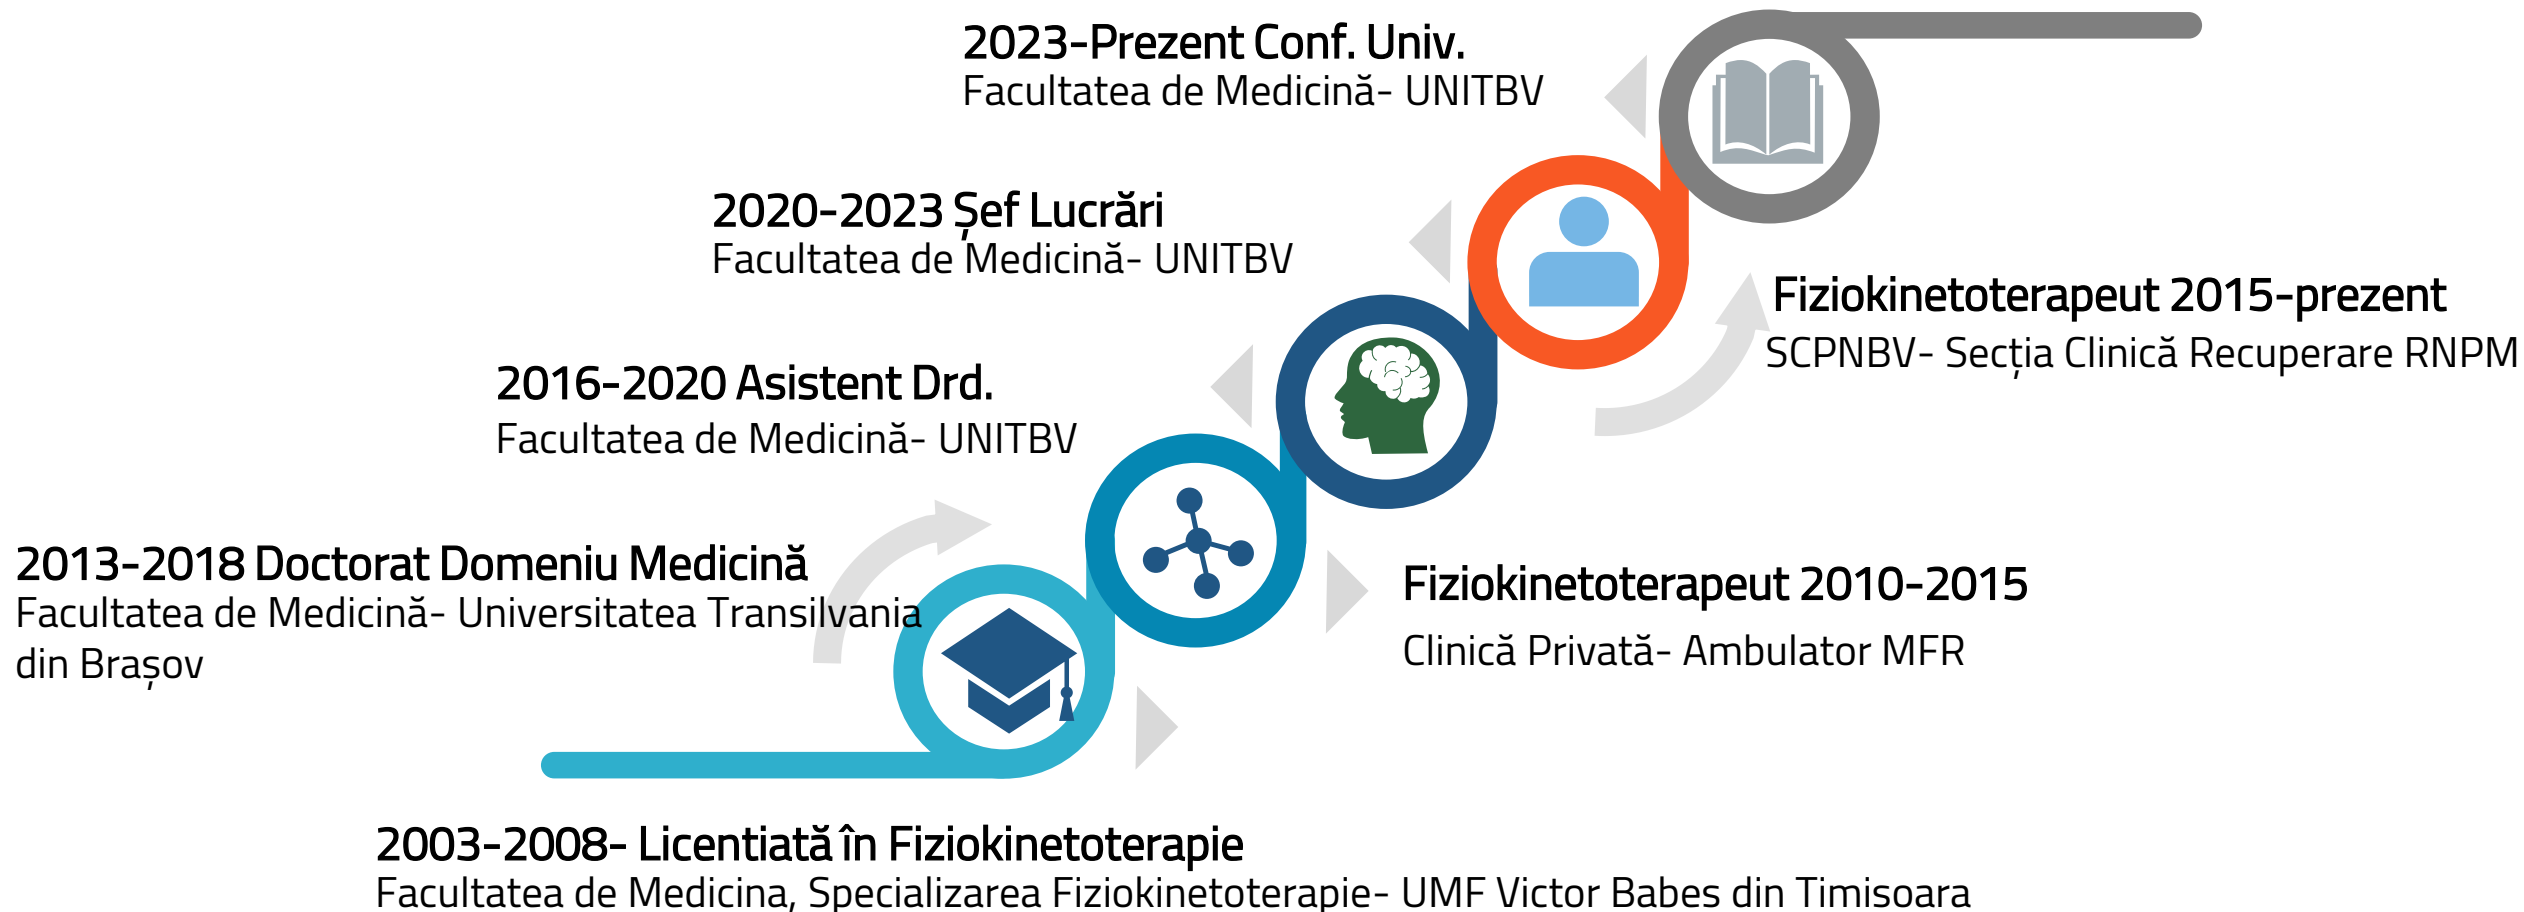 2023-Prezent Conf. Univ.
Facultatea de Medicină- UNITBV
2020-2023 Șef Lucrări
Facultatea de Medicină- UNITBV
Fiziokinetoterapeut 2015-prezent
SCPNBV- Secția Clinică Recuperare RNPM
2016-2020 Asistent Drd.
Facultatea de Medicină- UNITBV
2013-2018 Doctorat Domeniu Medicină
Facultatea de Medicină- Universitatea Transilvania
din Brașov
Fiziokinetoterapeut 2010-2015
Clinică Privată- Ambulator MFR
2003-2008- Licentiată în Fiziokinetoterapie
Facultatea de Medicina, Specializarea Fiziokinetoterapie- UMF Victor Babes din Timisoara